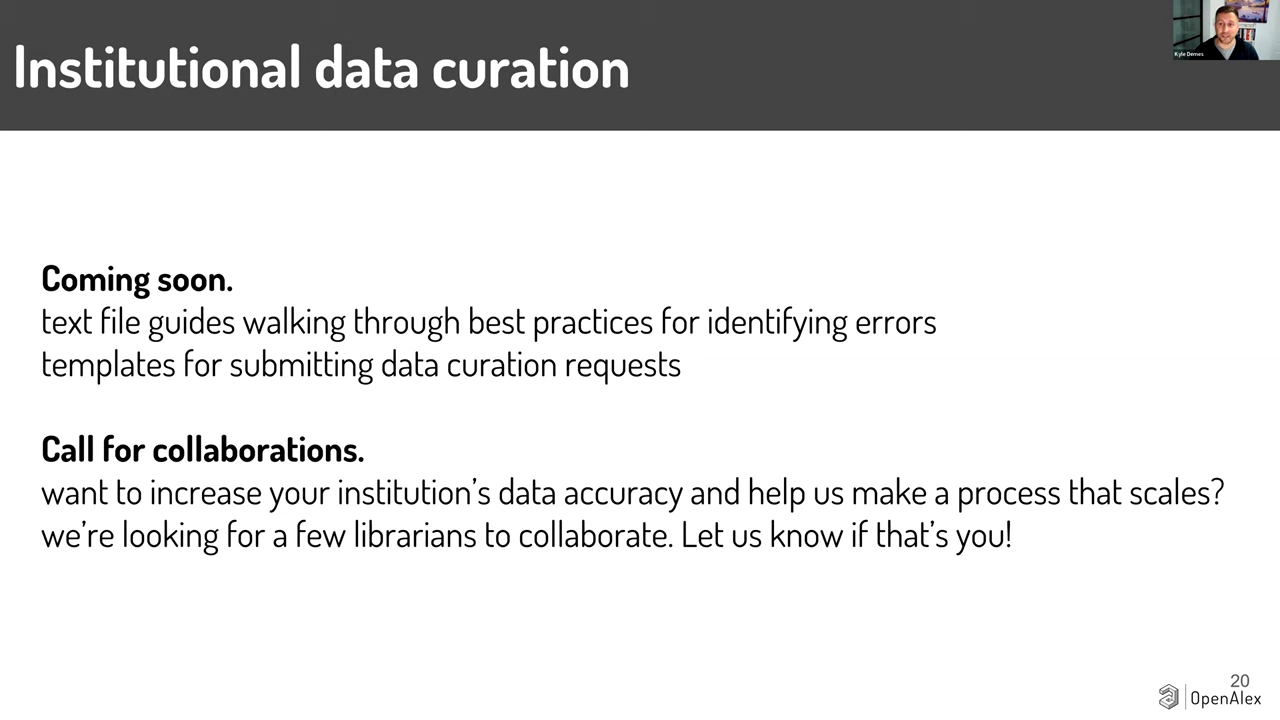 Institutional data curation
Kyle Demes
Coming soon.
text file guides walking through best practices for identifying errors
templates for submitting data curation requests
Call for collaborations.
want to increase your institution's data accuracy and help us make a process that scales?
we're looking for a few librarians to collaborate. Let us know if that's you!
20
OpenAlex